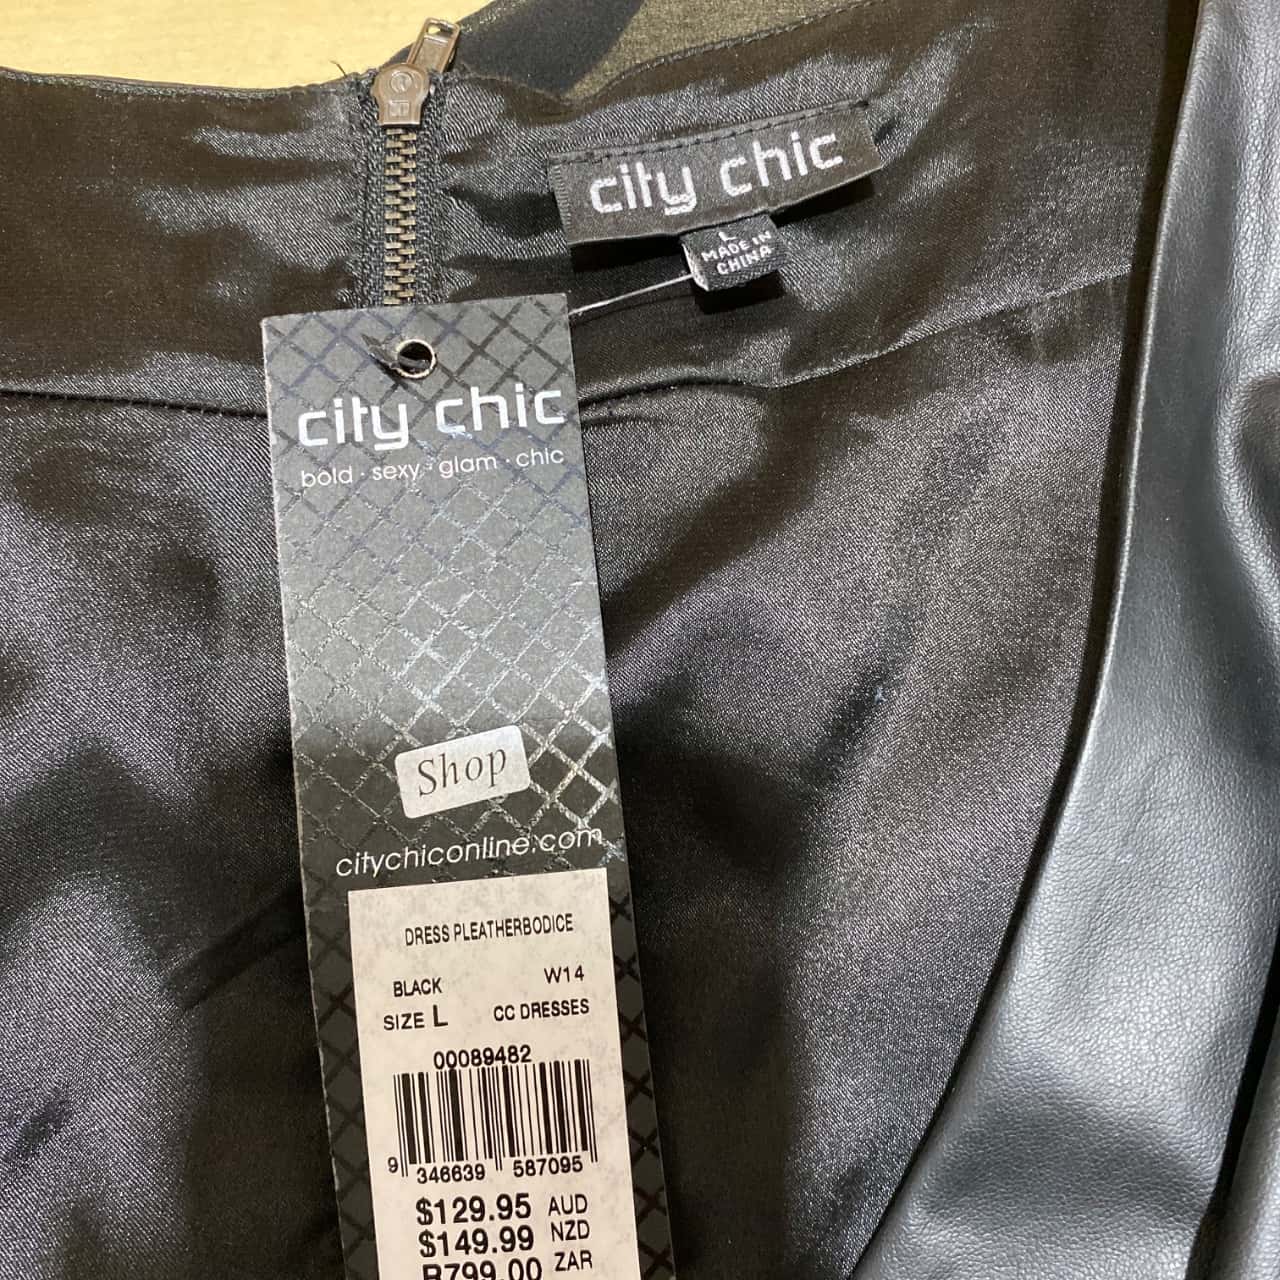 city chic
L
MADE IN
CHINA
city chic
bold · sexy · glam · chic
Shop
citychiconline.com
DRESS PLEATHERBODICE
BLACK W14
SIZE L CC DRESSES
00089482
9 346639 587095
$129.95 AUD
$149.99 NZD
R799.00 ZAR